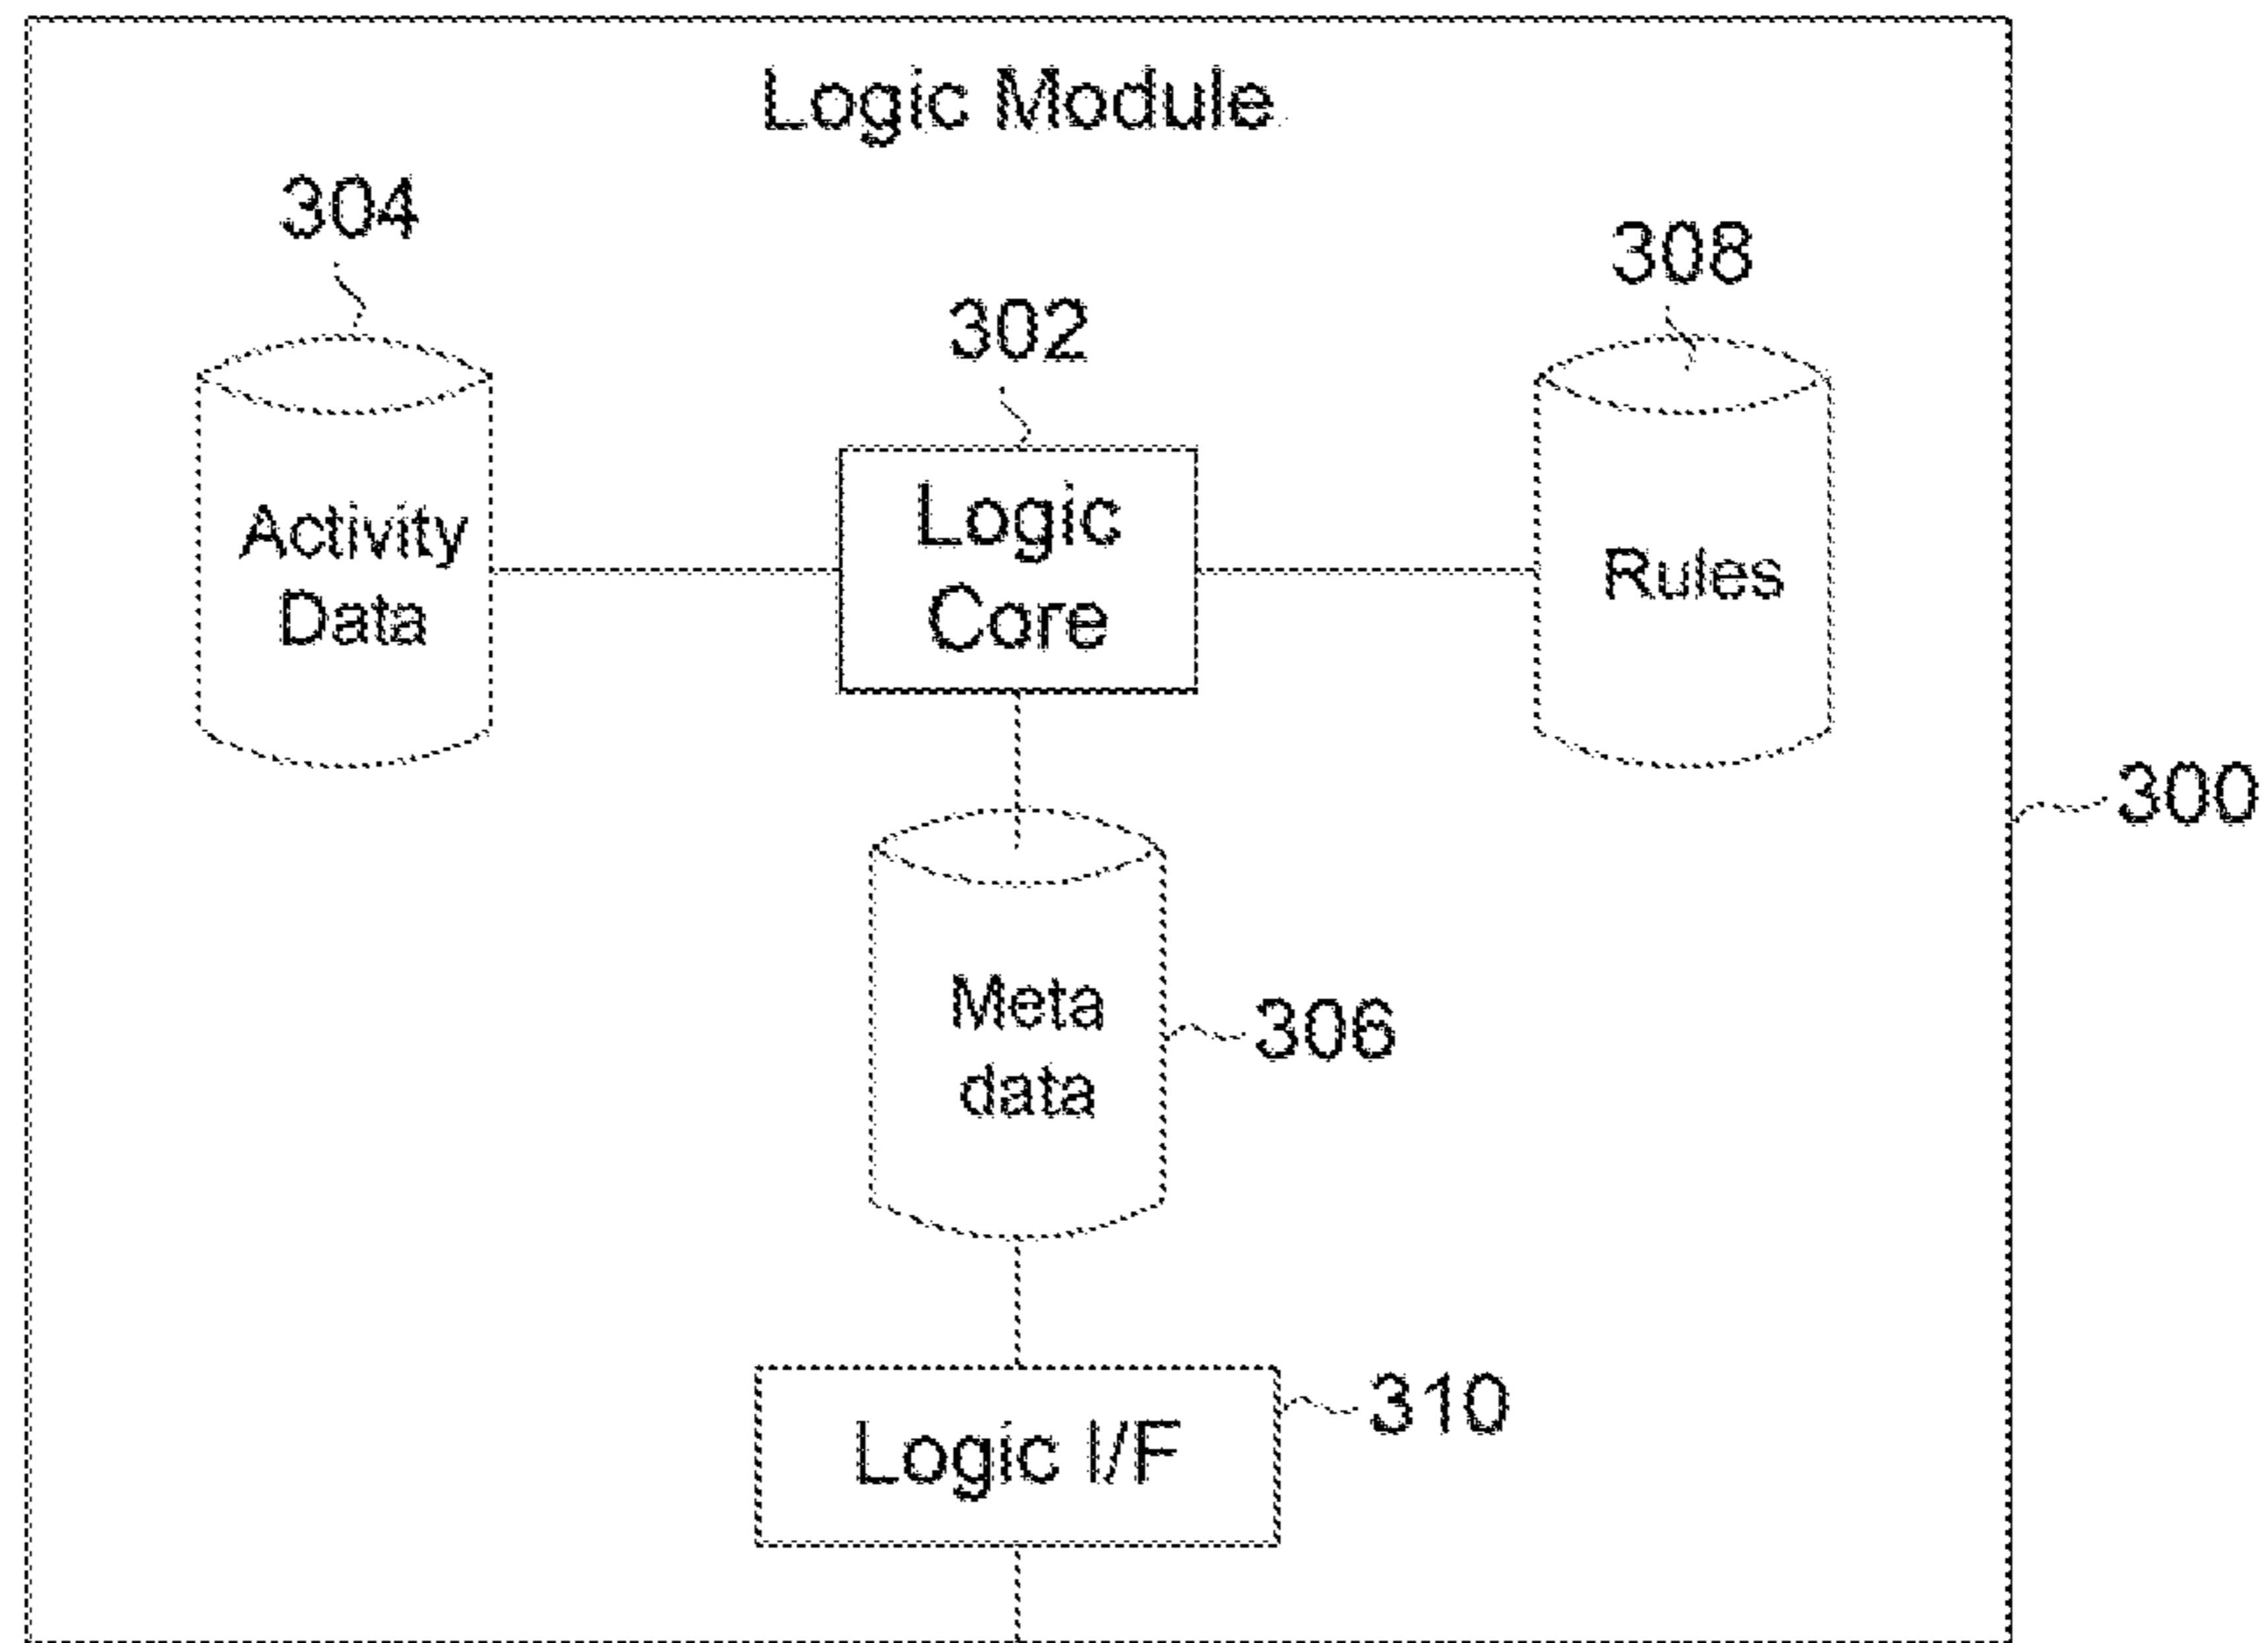 Logic Module
304
308
302
Activity
Data
Logic
Core
Rules
300
Meta
data
306
310
Logic I/F